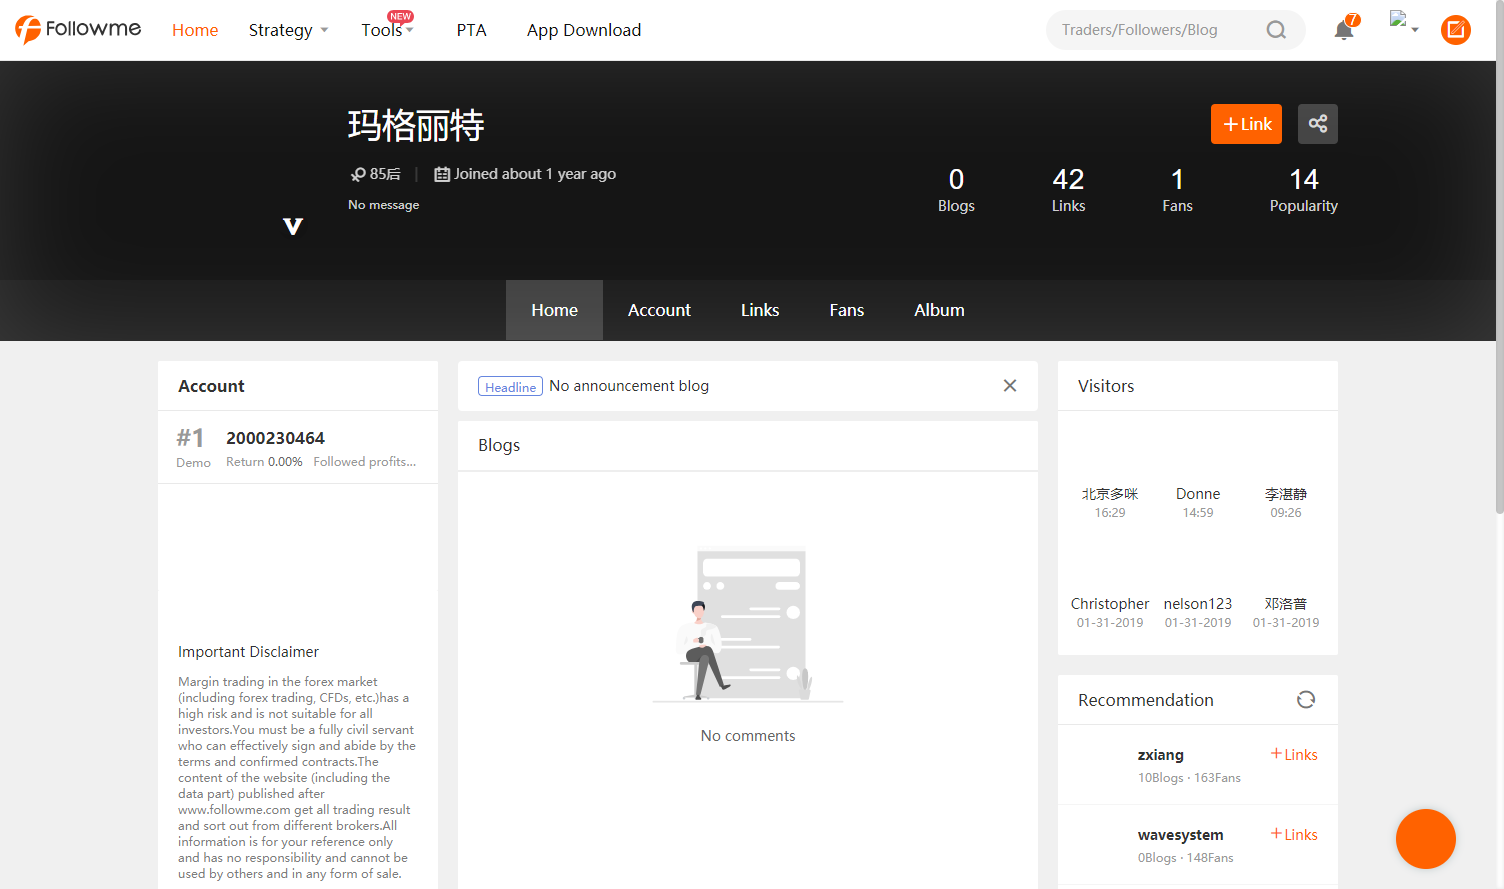 Followme
Home
Strategy
Tools
NEW
PTA
App Download
Traders/Followers/Blog
7
玛格丽特
85后
Joined about 1 year ago
No message
V
+Link
0
Blogs
42
Links
1
Fans
14
Popularity
Home
Account
Links
Fans
Album
Account
#1
Demo
2000230464
Return 0.00% Followed profits...
Important Disclaimer
Margin trading in the forex market
(including forex trading, CFDs, etc.)has a
high risk and is not suitable for all
investors.You must be a fully civil servant
who can effectively sign and abide by the
terms and confirmed contracts.The
content of the website (including the
data part) published after
www.followme.com get all trading result
and sort out from different brokers.All
information is for your reference only
and has no responsibility and cannot be
used by others and in any form of sale.
Headline No announcement blog
Blogs
No comments
Visitors
北京多咪
16:29
Donne
14:59
李湛静
09:26
Christopher
01-31-2019
nelson123
01-31-2019
邓洛普
01-31-2019
Recommendation
zxiang
+Links
10Blogs · 163Fans
wavesystem
+Links
0Blogs · 148Fans